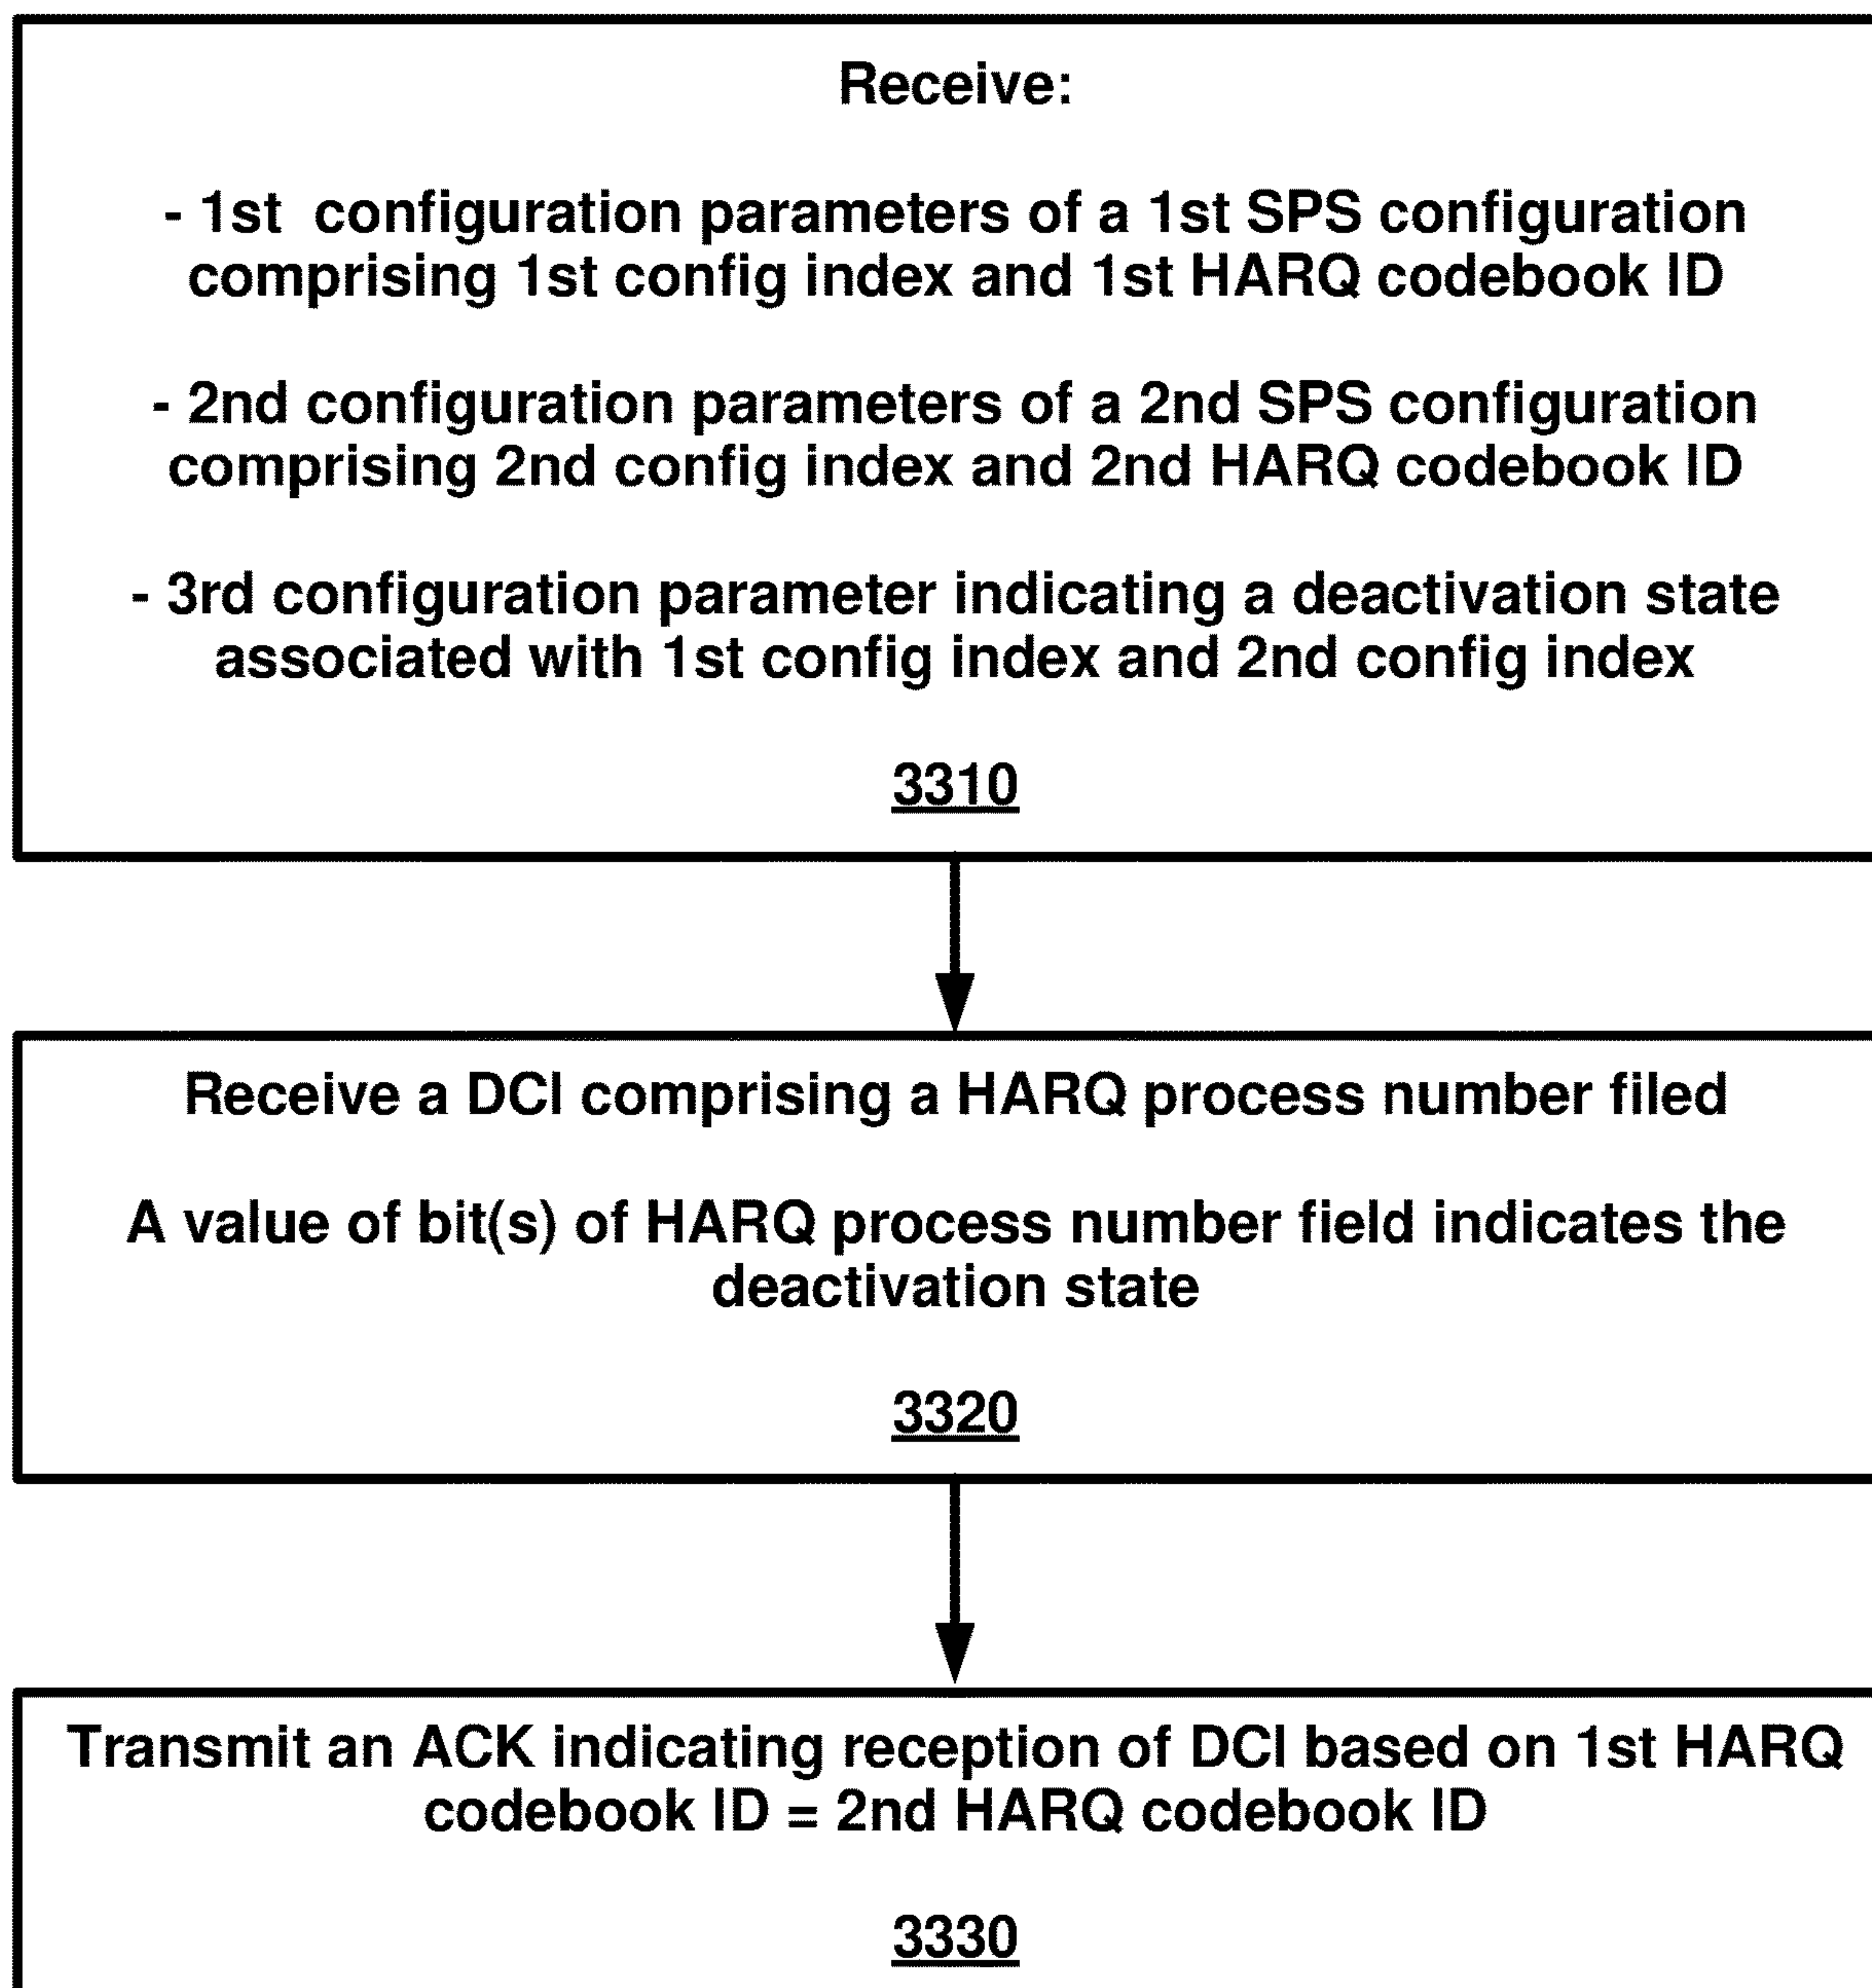 Receive:
- 1st configuration parameters of a 1st SPS configuration
comprising 1st config index and 1st HARQ codebook ID
- 2nd configuration parameters of a 2nd SPS configuration
comprising 2nd config index and 2nd HARQ codebook ID
- 3rd configuration parameter indicating a deactivation state
associated with 1st config index and 2nd config index
3310
Receive a DCI comprising a HARQ process number filed
A value of bit(s) of HARQ process number field indicates the
deactivation state
3320
Transmit an ACK indicating reception of DCI based on 1st HARQ
codebook ID = 2nd HARQ codebook ID
3330